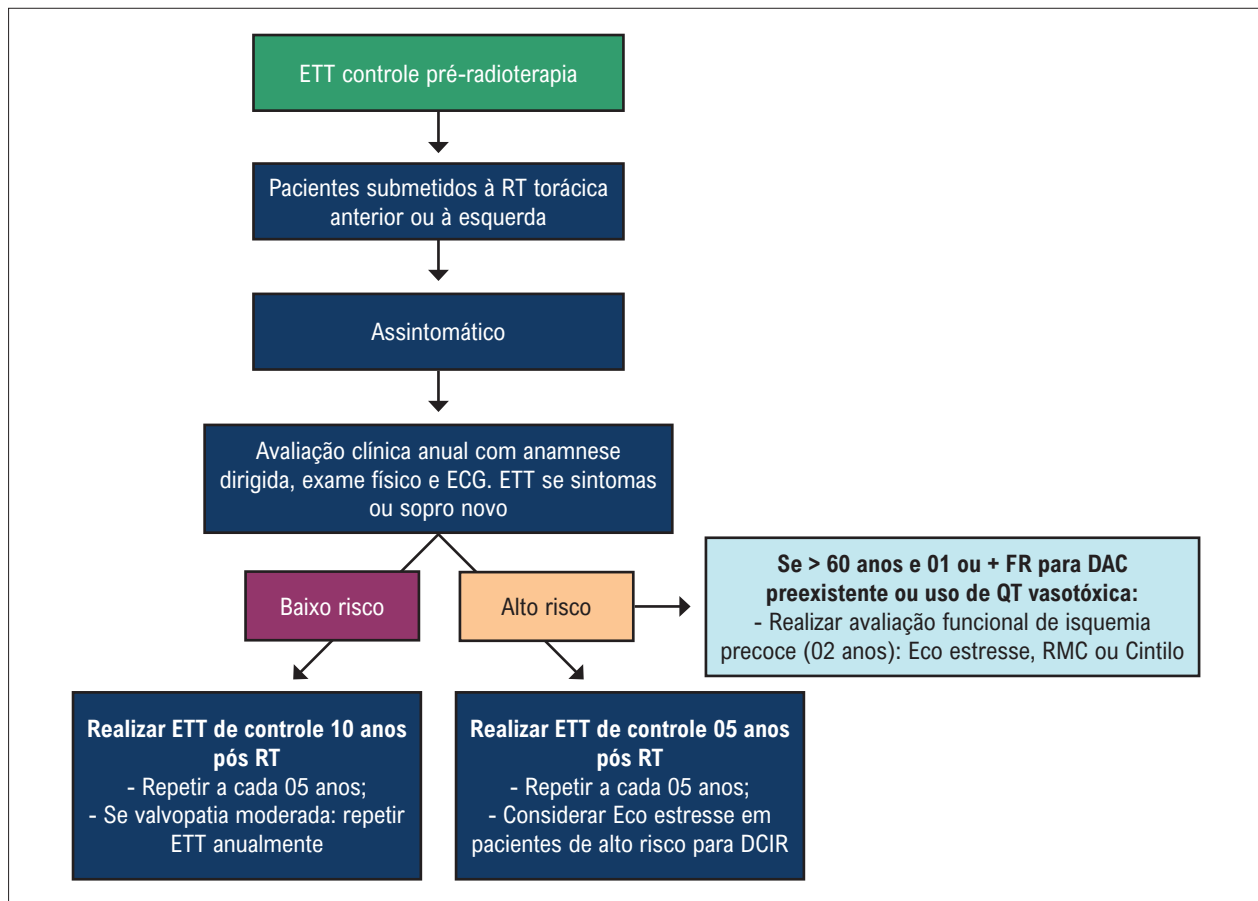 ETT controle pré-radioterapia
Pacientes submetidos à RT torácica
anterior ou à esquerda
Assintomático
Avaliação clínica anual com anamnese
dirigida, exame físico e ECG. ETT se sintomas
ou sopro novo
Baixo risco
Alto risco
Se > 60 anos e 01 ou + FR para DAC
preexistente ou uso de QT vasotóxica:
- Realizar avaliação funcional de isquemia
precoce (02 anos): Eco estresse, RMC ou Cintilo
Realizar ETT de controle 10 anos
pós RT
- Repetir a cada 05 anos;
- Se valvopatia moderada: repetir
ETT anualmente
Realizar ETT de controle 05 anos
pós RT
- Repetir a cada 05 anos;
- Considerar Eco estresse em
pacientes de alto risco para DCIR